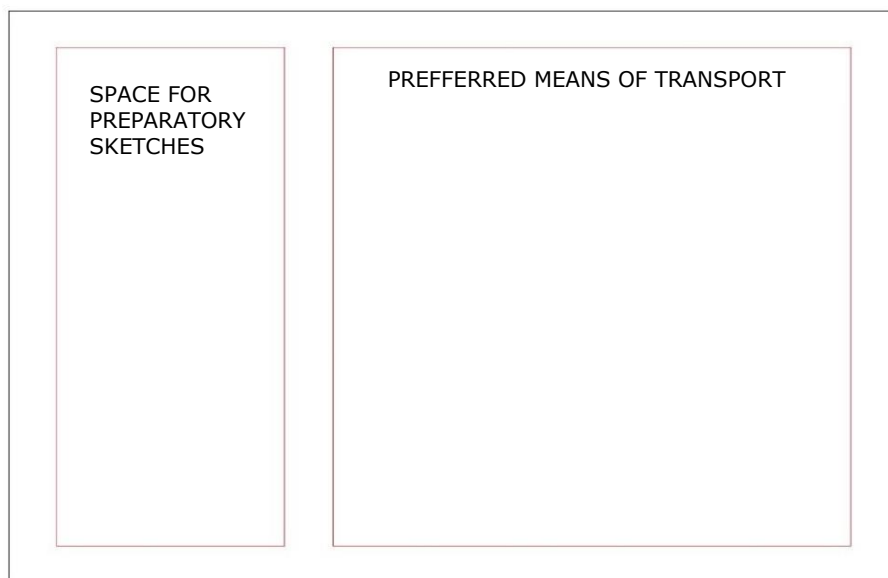 SPACE FOR
PREPARATORY
SKETCHES
PREFFERRED MEANS OF TRANSPORT